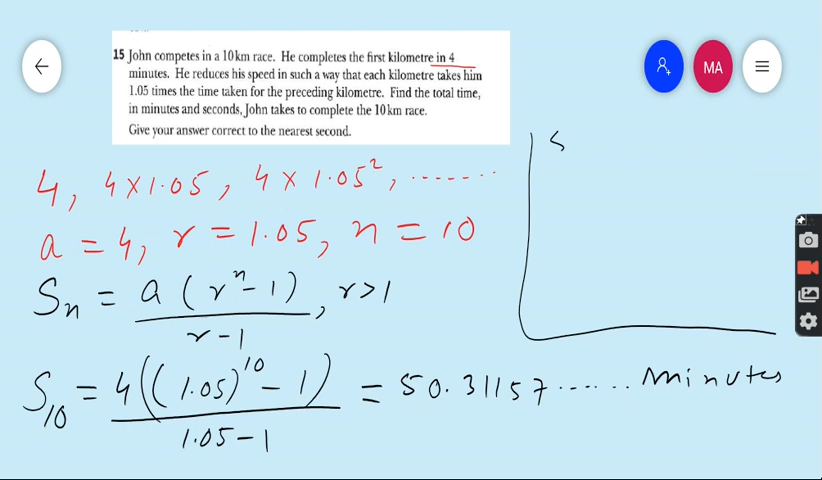 15 John competes in a 10km race. He completes the first kilometre in 4
minutes. He reduces his speed in such a way that each kilometre takes him
1.05 times the time taken for the preceding kilometre. Find the total time,
in minutes and seconds, John takes to complete the 10km race.
Give your answer correct to the nearest second.
MA
4, 4×1.05, 4×1.05², .......
a = 4, r = 1.05, n = 10
Sₙ = a(rⁿ-1)/(r-1), r>1
S₁₀ = 4((1.05)¹⁰-1)/(1.05-1) = 50.31157...... minutes
5